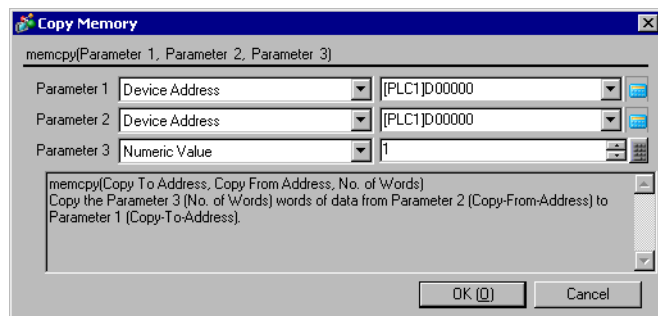 Copy Memory
memcpy(Parameter 1, Parameter 2, Parameter 3)
Parameter 1 Device Address [PLC1]D00000
Parameter 2 Device Address [PLC1]D00000
Parameter 3 Numeric Value 1
memcpy(Copy To Address, Copy From Address, No. of Words)
Copy the Parameter 3 (No. of Words) words of data from Parameter 2 (Copy-From-Address) to
Parameter 1 (Copy-To-Address).
OK (O) Cancel